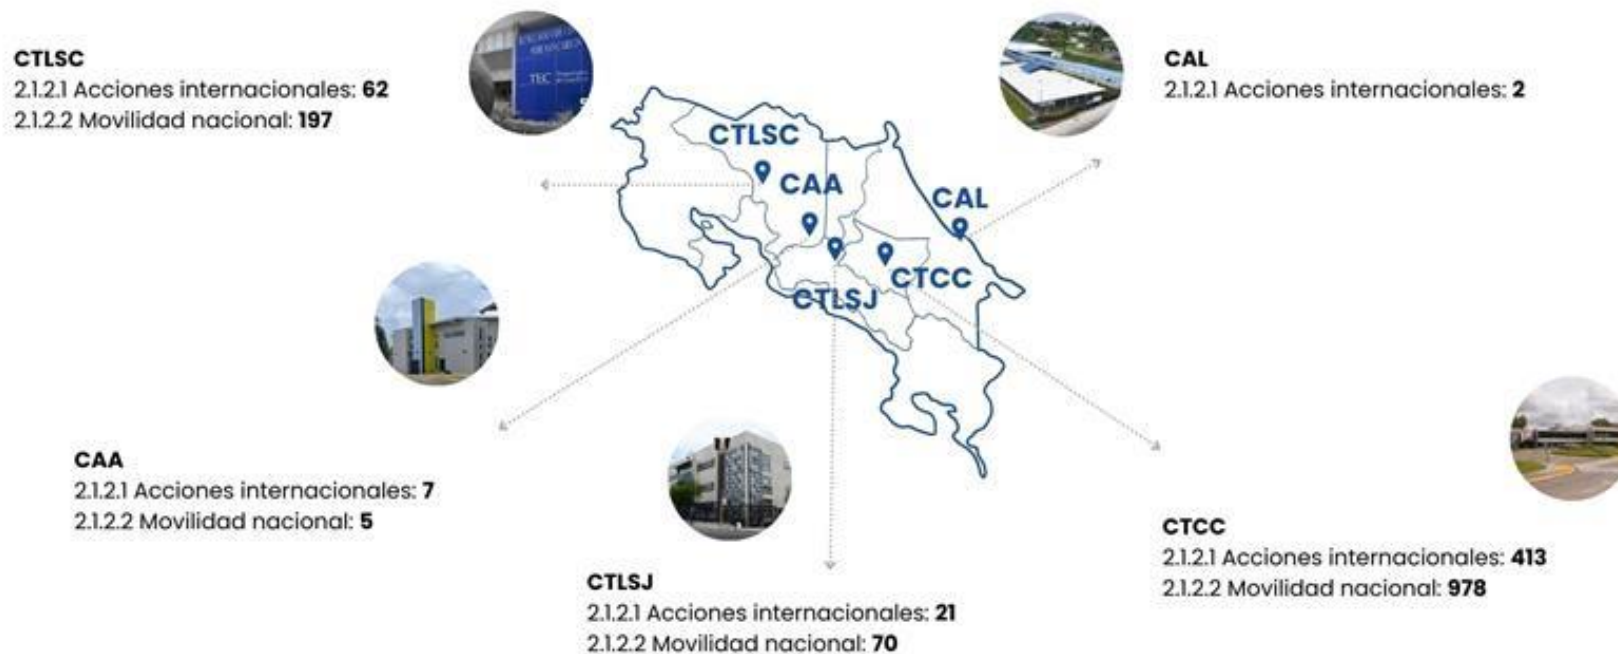 CTLSC
2.1.2.1 Acciones internacionales: 62
2.1.2.2 Movilidad nacional: 197
TEC
CAL
2.1.2.1 Acciones internacionales: 2
CTLSC
CAA
CAL
CTCC
CTLSJ
CAA
2.1.2.1 Acciones internacionales: 7
2.1.2.2 Movilidad nacional: 5
CTLSJ
2.1.2.1 Acciones internacionales: 21
2.1.2.2 Movilidad nacional: 70
CTCC
2.1.2.1 Acciones internacionales: 413
2.1.2.2 Movilidad nacional: 978